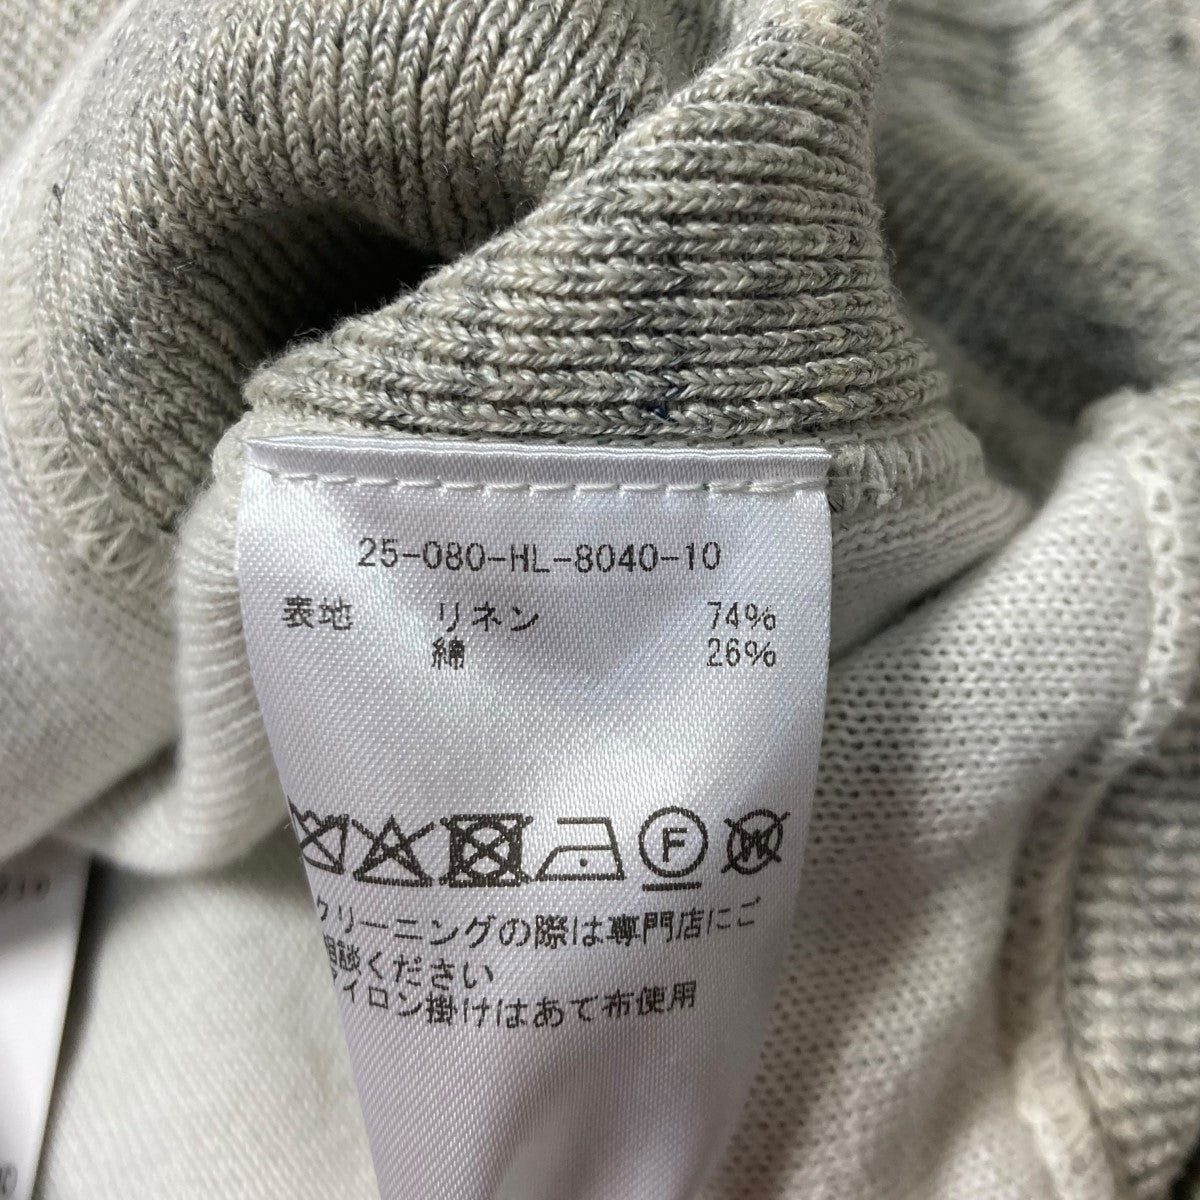 25-080-HL-8040-10
表地 リネン 74%
綿 26%
F W
クリーニングの際は専門店にご
相談ください
アイロン掛けはあて布使用